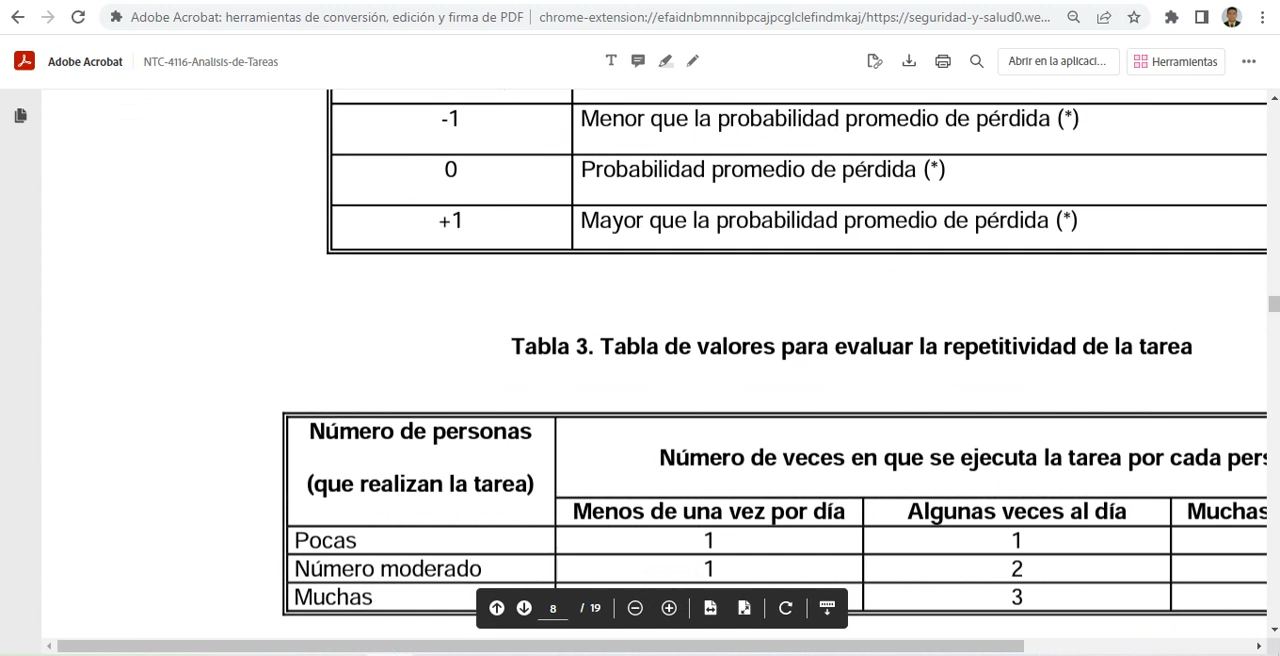 Adobe Acrobat: herramientas de conversión, edición y firma de PDF | chrome-extension://efaidnbmnnnibpcajpcglclefindmkaj/https://seguridad-y-salud0.we...
Adobe Acrobat
NTC-4116-Analisis-de-Tareas
Abrir en la aplicaci...
Herramientas
-1 Menor que la probabilidad promedio de pérdida (*)
0 Probabilidad promedio de pérdida (*)
+1 Mayor que la probabilidad promedio de pérdida (*)
Tabla 3. Tabla de valores para evaluar la repetitividad de la tarea
Número de personas
(que realizan la tarea)
Número de veces en que se ejecuta la tarea por cada pers
Menos de una vez por día Algunas veces al día Muchas
Pocas 1 1
Número moderado 1 2
Muchas 3
8 / 19